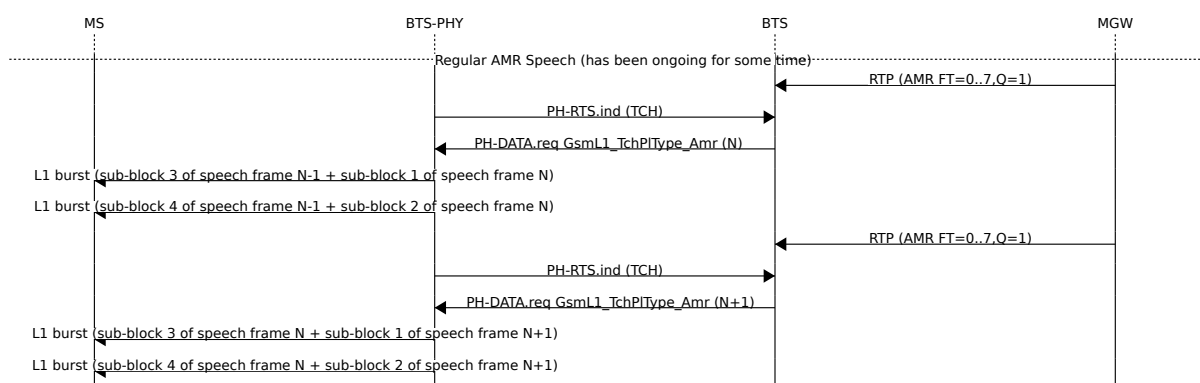 MS BTS-PHY BTS MGW
Regular AMR Speech (has been ongoing for some time)
RTP (AMR FT=0..7,Q=1)
PH-RTS.ind (TCH)
PH-DATA.req GsmL1_TchPlType_Amr (N)
L1 burst (sub-block 3 of speech frame N-1 + sub-block 1 of speech frame N)
L1 burst (sub-block 4 of speech frame N-1 + sub-block 2 of speech frame N)
RTP (AMR FT=0..7,Q=1)
PH-RTS.ind (TCH)
PH-DATA.req GsmL1_TchPlType_Amr (N+1)
L1 burst (sub-block 3 of speech frame N + sub-block 1 of speech frame N+1)
L1 burst (sub-block 4 of speech frame N + sub-block 2 of speech frame N+1)